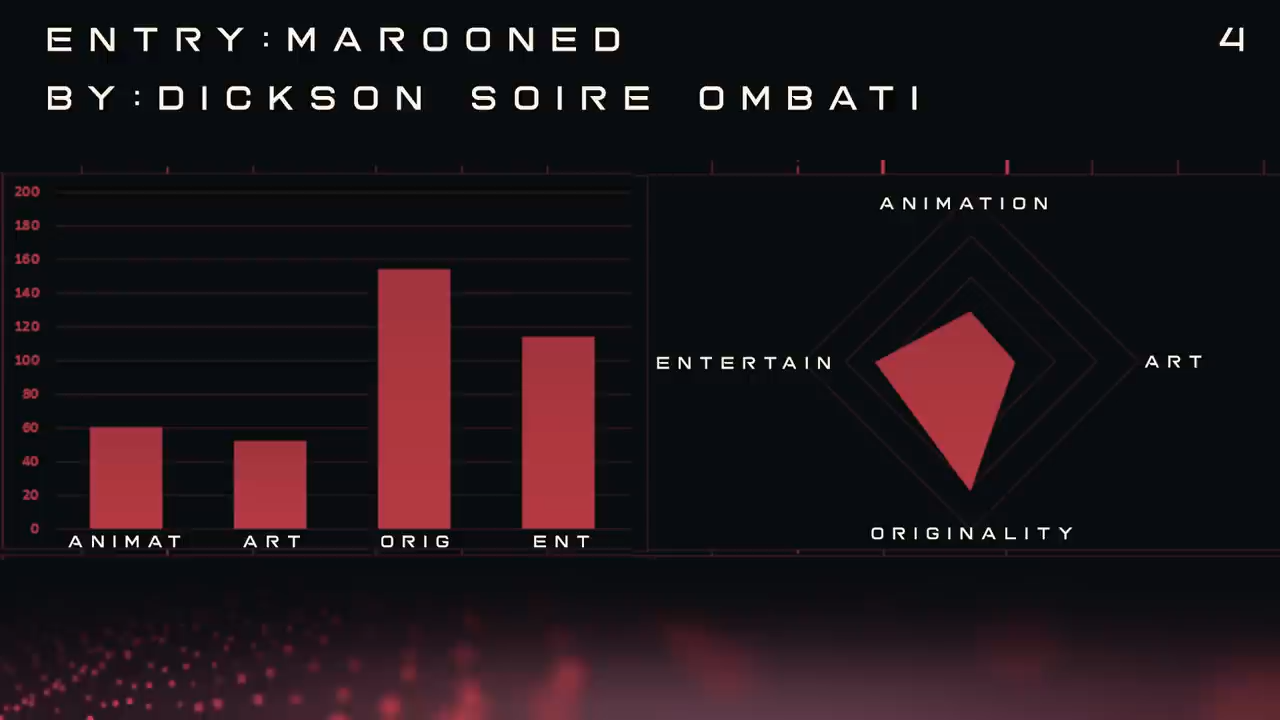 ENTRY:MAROONED
4
BY:DICKSON SOIRE OMBATI
200
180
160
140
120
100
80
60
40
20
0
ANIMAT ART ORIG ENT
ANIMATION
ENTERTAIN
ART
ORIGINALITY